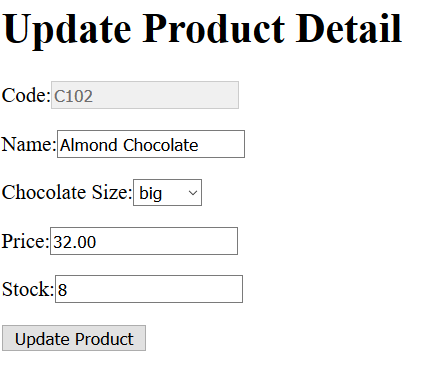 Update Product Detail
Code:C102
Name:Almond Chocolate
Chocolate Size:big
Price:32.00
Stock:8
Update Product